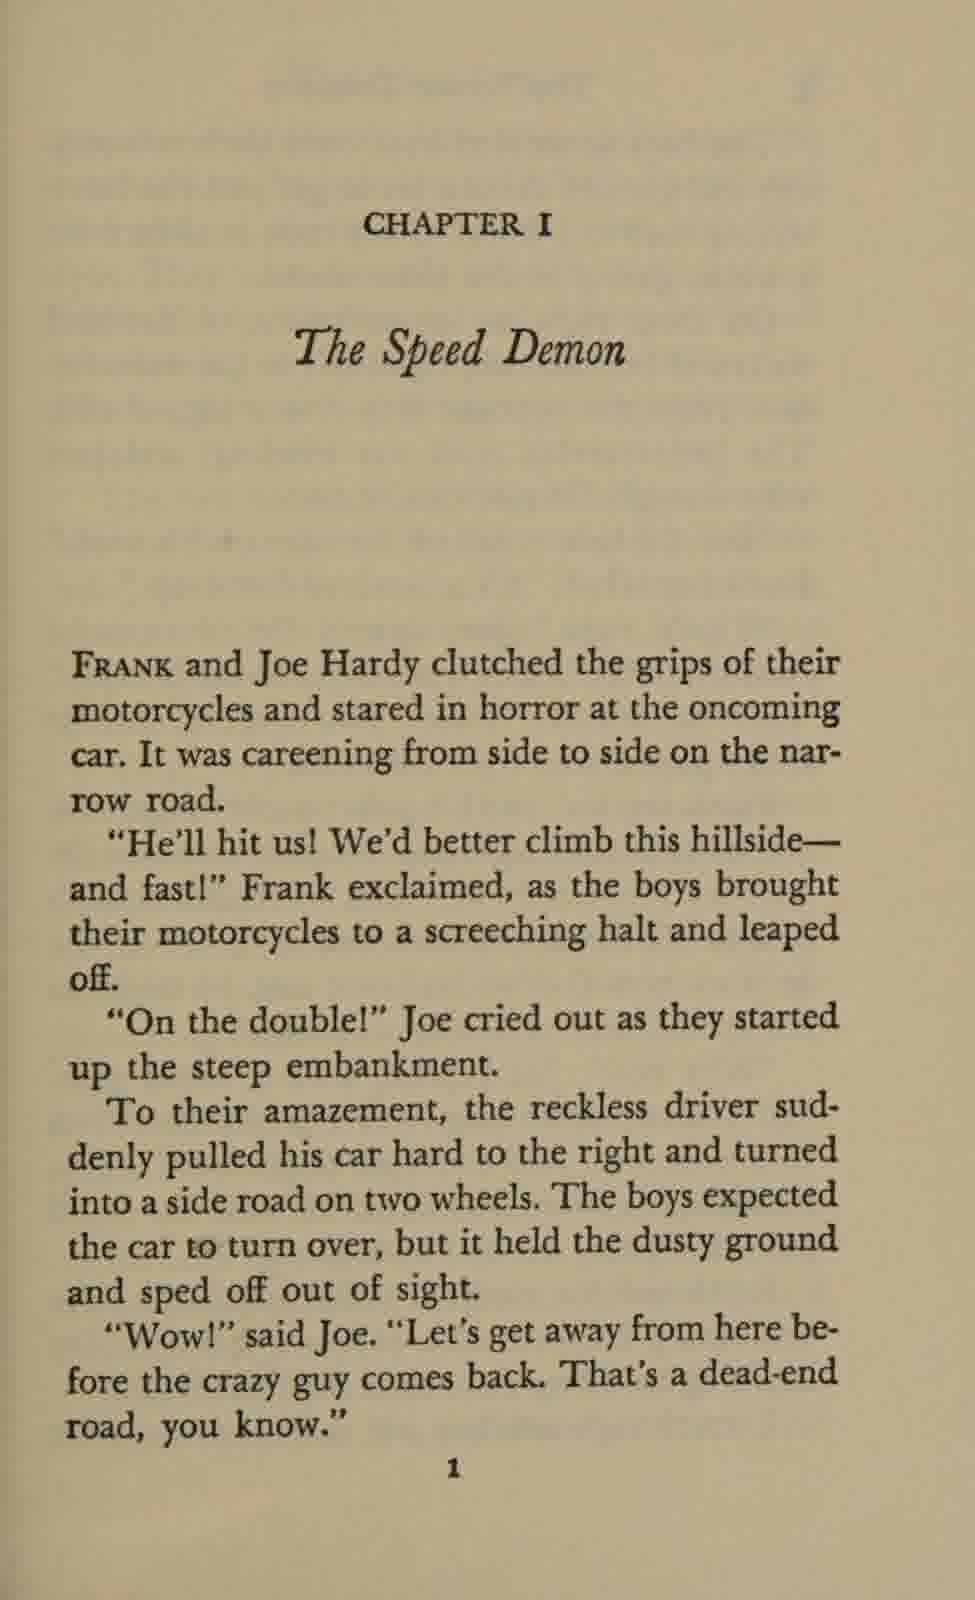 CHAPTER I
The Speed Demon
FRANK and Joe Hardy clutched the grips of their
motorcycles and stared in horror at the oncoming
car. It was careening from side to side on the nar-
row road.
"He'll hit us! We'd better climb this hillside—
and fast!" Frank exclaimed, as the boys brought
their motorcycles to a screeching halt and leaped
off.
"On the double!" Joe cried out as they started
up the steep embankment.
To their amazement, the reckless driver sud-
denly pulled his car hard to the right and turned
into a side road on two wheels. The boys expected
the car to turn over, but it held the dusty ground
and sped off out of sight.
"Wow!" said Joe. "Let's get away from here be-
fore the crazy guy comes back. That's a dead-end
road, you know."
1